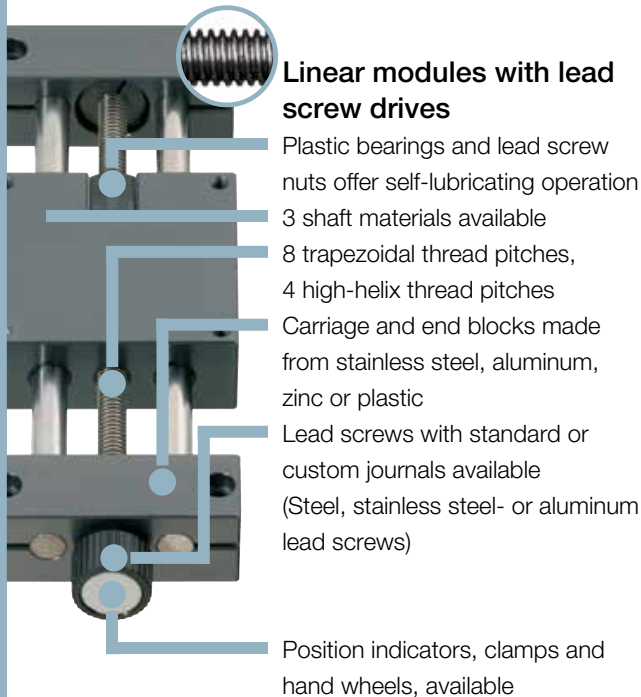 Linear modules with lead
screw drives
Plastic bearings and lead screw
nuts offer self-lubricating operation
3 shaft materials available
8 trapezoidal thread pitches,
4 high-helix thread pitches
Carriage and end blocks made
from stainless steel, aluminum,
zinc or plastic
Lead screws with standard or
custom journals available
(Steel, stainless steel- or aluminum
lead screws)
Position indicators, clamps and
hand wheels, available